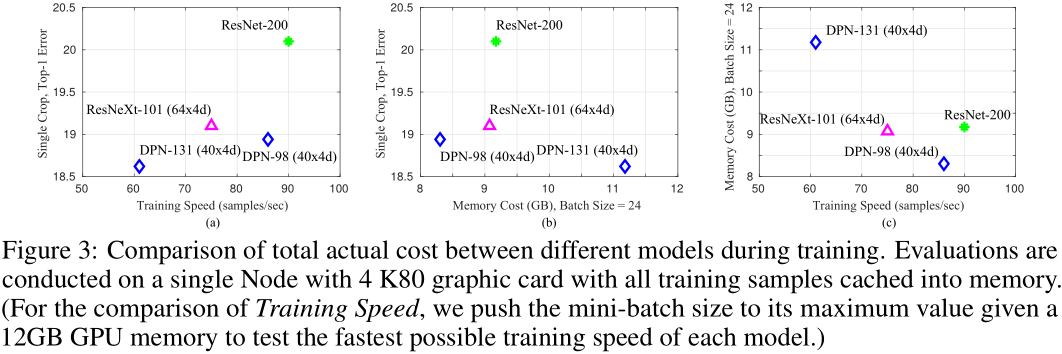 20.5
20
19.5
19
18.5
Single Crop, Top-1 Error
ResNet-200
ResNeXt-101 (64x4d)
DPN-131 (40x4d)
DPN-98 (40x4d)
50 60 70 80 90 100
Training Speed (samples/sec)
(a)
20.5
20
19.5
19
18.5
Single Crop, Top-1 Error
ResNet-200
ResNeXt-101 (64x4d)
DPN-98 (40x4d)
DPN-131 (40x4d)
8 9 10 11 12
Memory Cost (GB), Batch Size = 24
(b)
12
11
10
9
8
Memory Cost (GB), Batch Size = 24
DPN-131 (40x4d)
ResNeXt-101 (64x4d)
ResNet-200
DPN-98 (40x4d)
50 60 70 80 90 100
Training Speed (samples/sec)
(c)
Figure 3: Comparison of total actual cost between different models during training. Evaluations are
conducted on a single Node with 4 K80 graphic card with all training samples cached into memory.
(For the comparison of Training Speed, we push the mini-batch size to its maximum value given a
12GB GPU memory to test the fastest possible training speed of each model.)